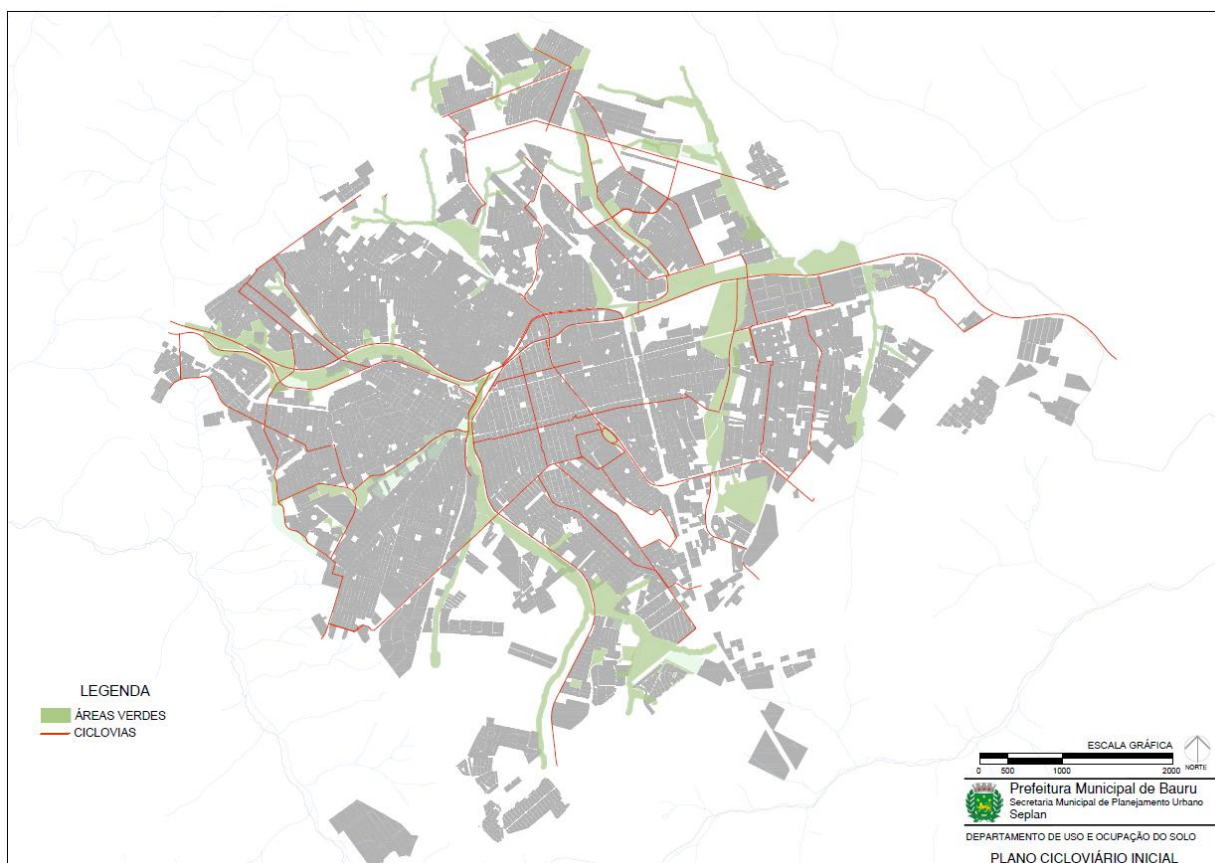 LEGENDA
ÁREAS VERDES
CICLOVIAS
ESCALA GRÁFICA
0 500 1000 2000
NORTE
Prefeitura Municipal de Bauru
Secretaria Municipal de Planejamento Urbano
Seplan
DEPARTAMENTO DE USO E OCUPAÇÃO DO SOLO
PLANO CICLOVIÁRIO INICIAL